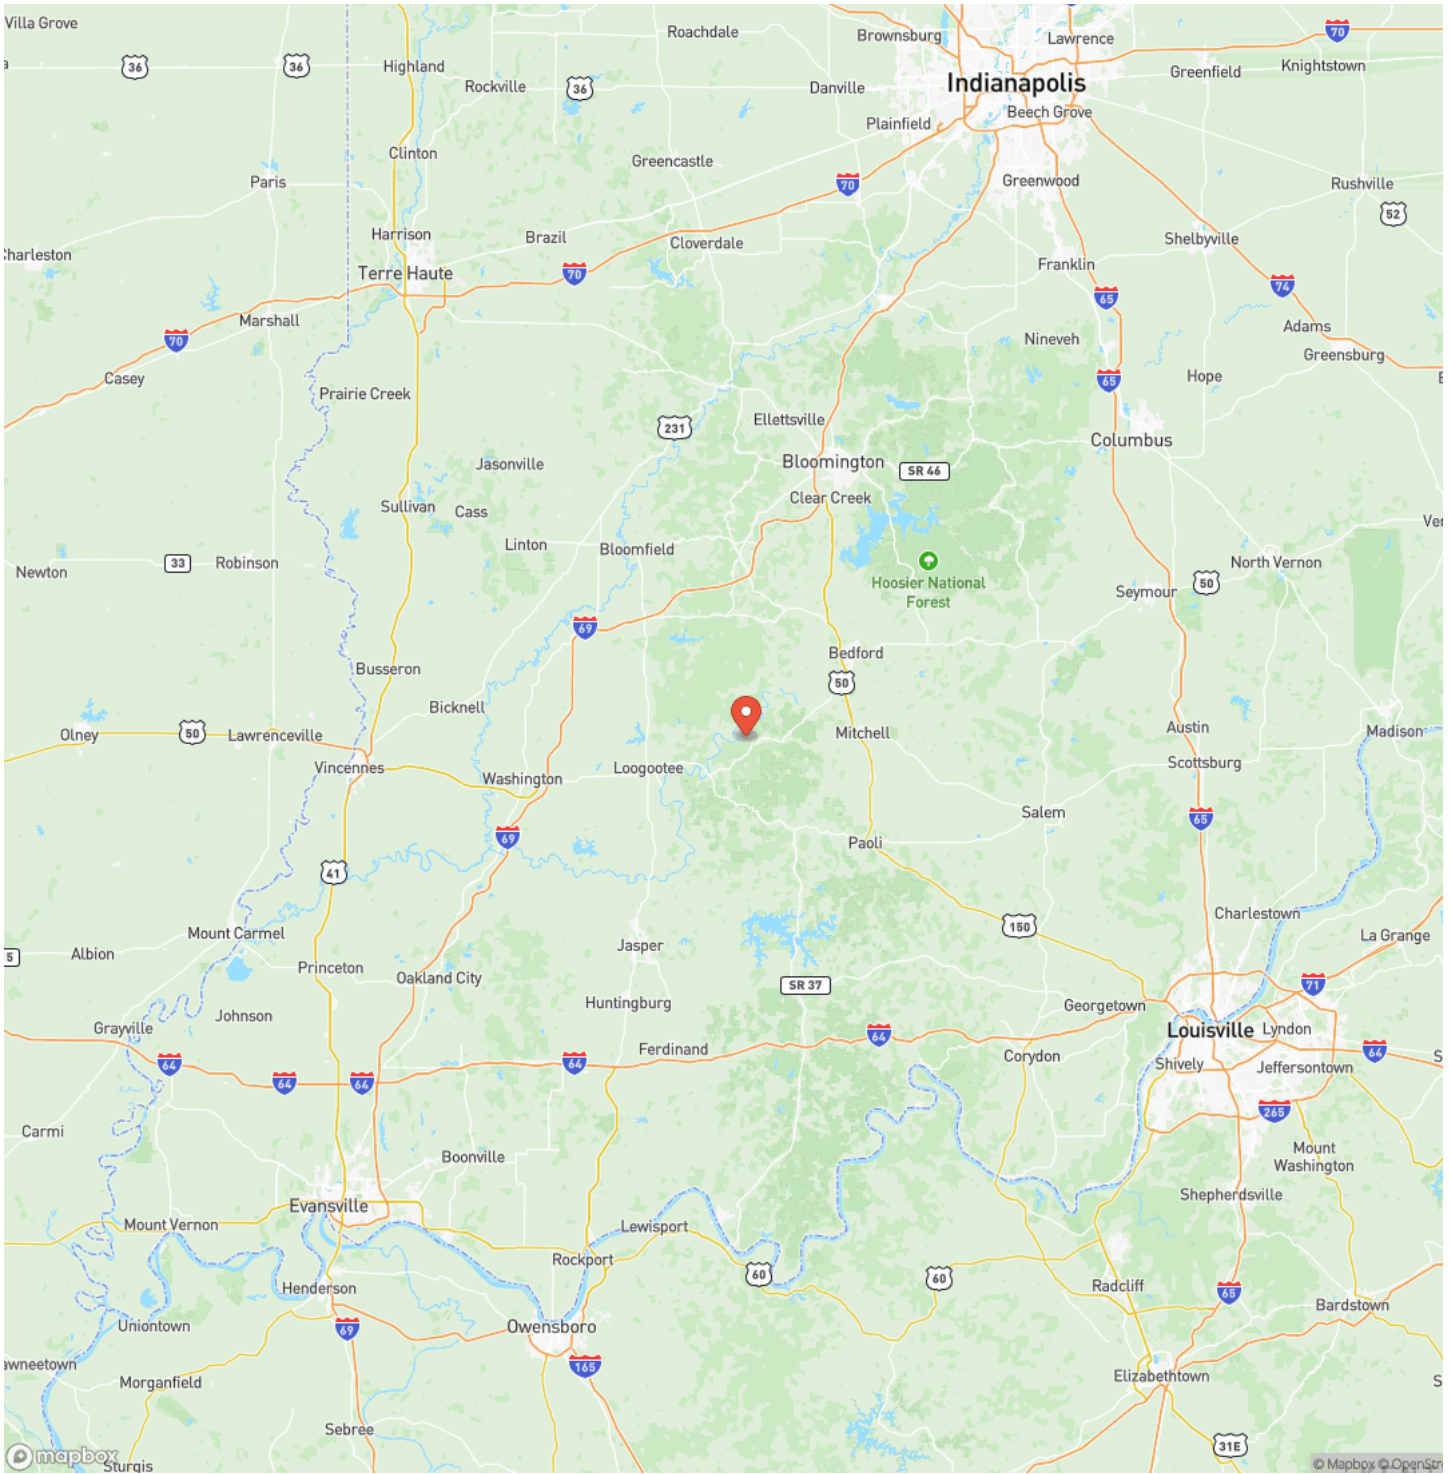 Villa Grove
Roachdale
Brownsburg
Lawrence
70
36
36
Highland
Rockville
36
Danville
Indianapolis
Greenfield
Knightstown
Plainfield
Beech Grove
Clinton
Greencastle
Paris
70
Greenwood
Rushville
52
Harrison
Brazil
Cloverdale
Shelbyville
Charleston
Terre Haute
70
Franklin
65
74
Marshall
70
Nineveh
Adams
Greensburg
Casey
Prairie Creek
65
Hope
E
Ellettsville
231
Columbus
Jasonville
Bloomington
SR 46
Clear Creek
Sullivan
Cass
Ver
Linton
Bloomfield
33
Robinson
Newton
North Vernon
Hoosier National
Forest
50
Seymour
69
Bedford
Busseron
50
Bicknell
Olney
50
Lawrenceville
Mitchell
Austin
Madison
Vincennes
Washington
Loogootee
Scottsburg
Salem
65
69
Paoli
41
Charlestown
150
Mount Carmel
La Grange
5
Albion
Jasper
Princeton
Oakland City
SR 37
71
Huntingburg
Georgetown
Johnson
Grayville
Louisville
Lyndon
64
Ferdinand
64
64
64
64
Corydon
Shively
64
S
Jeffersontown
265
Carmi
Boonville
Mount
Washington
Shepherdsville
Evansville
Mount Vernon
Lewisport
Rockport
60
60
Henderson
Radcliff
65
Bardstown
Uniontown
69
Owensboro
165
awneetown
Morganfield
Elizabethtown
S
Sebree
31E
mapbox
Sturgis
© Mapbox © OpenStr